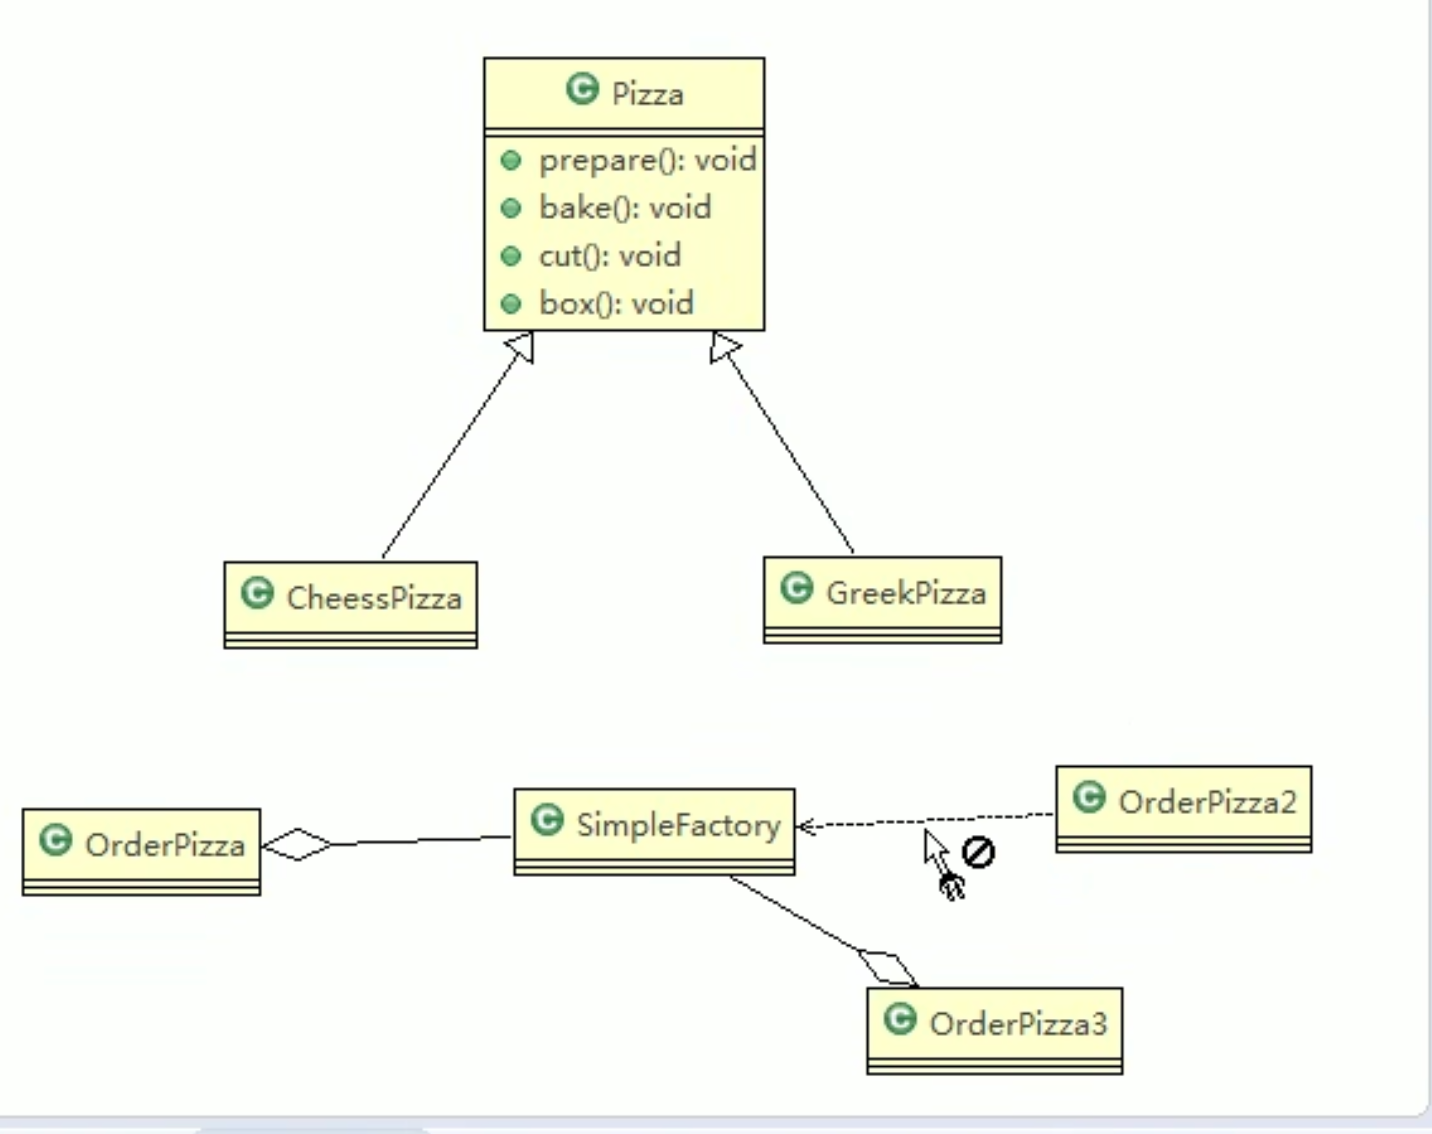 Pizza
prepare(): void
bake(): void
cut(): void
box(): void
CheessPizza
GreekPizza
OrderPizza
SimpleFactory
OrderPizza2
OrderPizza3